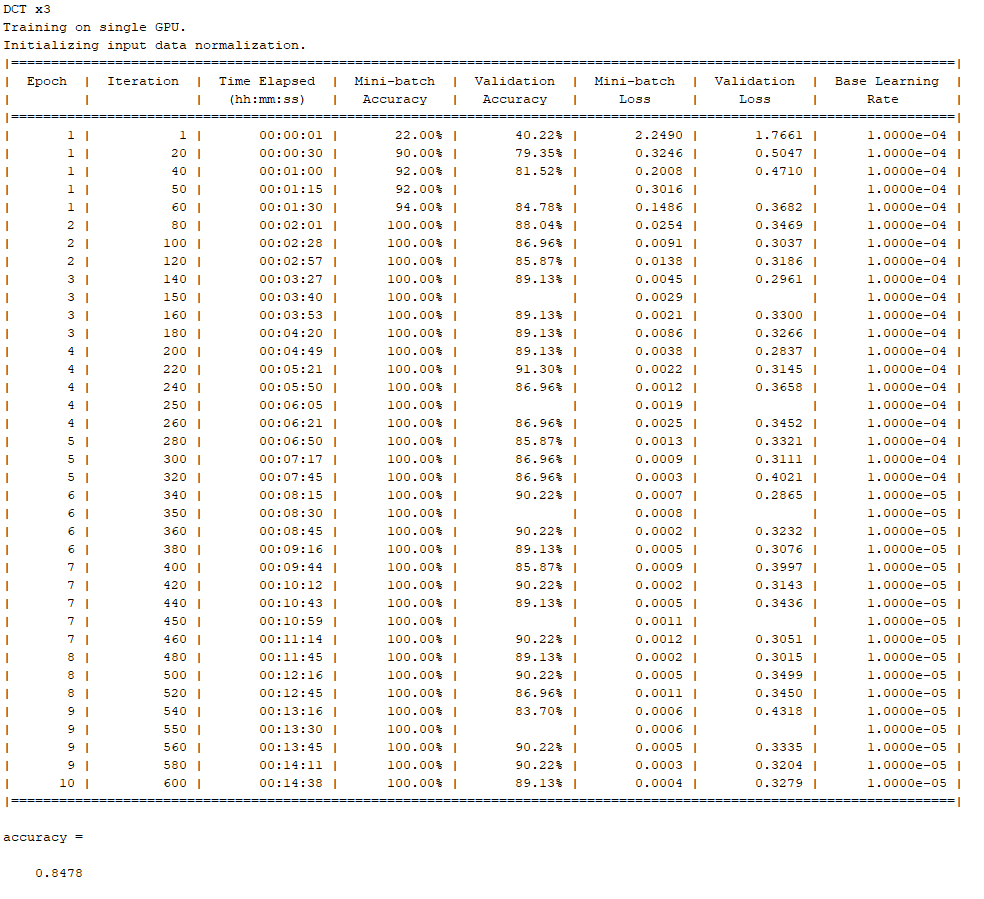 DCT x3
Training on single GPU.
Initializing input data normalization.
|======================================================================================================================|
| Epoch | Iteration | Time Elapsed | Mini-batch | Validation | Mini-batch | Validation | Base Learning |
| | | (hh:mm:ss) | Accuracy | Accuracy | Loss | Loss | Rate |
|======================================================================================================================|
| 1 | 1 | 00:00:01 | 22.00% | 40.22% | 2.2490 | 1.7661 | 1.0000e-04 |
| 1 | 20 | 00:00:30 | 90.00% | 79.35% | 0.3246 | 0.5047 | 1.0000e-04 |
| 1 | 40 | 00:01:00 | 92.00% | 81.52% | 0.2008 | 0.4710 | 1.0000e-04 |
| 1 | 50 | 00:01:15 | 92.00% | | 0.3016 | | 1.0000e-04 |
| 1 | 60 | 00:01:30 | 94.00% | 84.78% | 0.1486 | 0.3682 | 1.0000e-04 |
| 2 | 80 | 00:02:01 | 100.00% | 88.04% | 0.0254 | 0.3469 | 1.0000e-04 |
| 2 | 100 | 00:02:28 | 100.00% | 86.96% | 0.0091 | 0.3037 | 1.0000e-04 |
| 2 | 120 | 00:02:57 | 100.00% | 85.87% | 0.0138 | 0.3186 | 1.0000e-04 |
| 3 | 140 | 00:03:27 | 100.00% | 89.13% | 0.0045 | 0.2961 | 1.0000e-04 |
| 3 | 150 | 00:03:40 | 100.00% | | 0.0029 | | 1.0000e-04 |
| 3 | 160 | 00:03:53 | 100.00% | 89.13% | 0.0021 | 0.3300 | 1.0000e-04 |
| 3 | 180 | 00:04:20 | 100.00% | 89.13% | 0.0086 | 0.3266 | 1.0000e-04 |
| 4 | 200 | 00:04:49 | 100.00% | 89.13% | 0.0038 | 0.2837 | 1.0000e-04 |
| 4 | 220 | 00:05:21 | 100.00% | 91.30% | 0.0022 | 0.3145 | 1.0000e-04 |
| 4 | 240 | 00:05:50 | 100.00% | 86.96% | 0.0012 | 0.3658 | 1.0000e-04 |
| 4 | 250 | 00:06:05 | 100.00% | | 0.0019 | | 1.0000e-04 |
| 4 | 260 | 00:06:21 | 100.00% | 86.96% | 0.0025 | 0.3452 | 1.0000e-04 |
| 5 | 280 | 00:06:50 | 100.00% | 85.87% | 0.0013 | 0.3321 | 1.0000e-04 |
| 5 | 300 | 00:07:17 | 100.00% | 86.96% | 0.0009 | 0.3111 | 1.0000e-04 |
| 5 | 320 | 00:07:45 | 100.00% | 86.96% | 0.0003 | 0.4021 | 1.0000e-04 |
| 6 | 340 | 00:08:15 | 100.00% | 90.22% | 0.0007 | 0.2865 | 1.0000e-05 |
| 6 | 350 | 00:08:30 | 100.00% | | 0.0008 | | 1.0000e-05 |
| 6 | 360 | 00:08:45 | 100.00% | 90.22% | 0.0002 | 0.3232 | 1.0000e-05 |
| 6 | 380 | 00:09:16 | 100.00% | 89.13% | 0.0005 | 0.3076 | 1.0000e-05 |
| 7 | 400 | 00:09:44 | 100.00% | 85.87% | 0.0009 | 0.3997 | 1.0000e-05 |
| 7 | 420 | 00:10:12 | 100.00% | 90.22% | 0.0002 | 0.3143 | 1.0000e-05 |
| 7 | 440 | 00:10:43 | 100.00% | 89.13% | 0.0005 | 0.3436 | 1.0000e-05 |
| 7 | 450 | 00:10:59 | 100.00% | | 0.0011 | | 1.0000e-05 |
| 7 | 460 | 00:11:14 | 100.00% | 90.22% | 0.0012 | 0.3051 | 1.0000e-05 |
| 8 | 480 | 00:11:45 | 100.00% | 89.13% | 0.0002 | 0.3015 | 1.0000e-05 |
| 8 | 500 | 00:12:16 | 100.00% | 90.22% | 0.0005 | 0.3499 | 1.0000e-05 |
| 8 | 520 | 00:12:45 | 100.00% | 86.96% | 0.0011 | 0.3450 | 1.0000e-05 |
| 9 | 540 | 00:13:16 | 100.00% | 83.70% | 0.0006 | 0.4318 | 1.0000e-05 |
| 9 | 550 | 00:13:30 | 100.00% | | 0.0006 | | 1.0000e-05 |
| 9 | 560 | 00:13:45 | 100.00% | 90.22% | 0.0005 | 0.3335 | 1.0000e-05 |
| 9 | 580 | 00:14:11 | 100.00% | 90.22% | 0.0003 | 0.3204 | 1.0000e-05 |
| 10 | 600 | 00:14:38 | 100.00% | 89.13% | 0.0004 | 0.3279 | 1.0000e-05 |
|======================================================================================================================|
accuracy =
0.8478